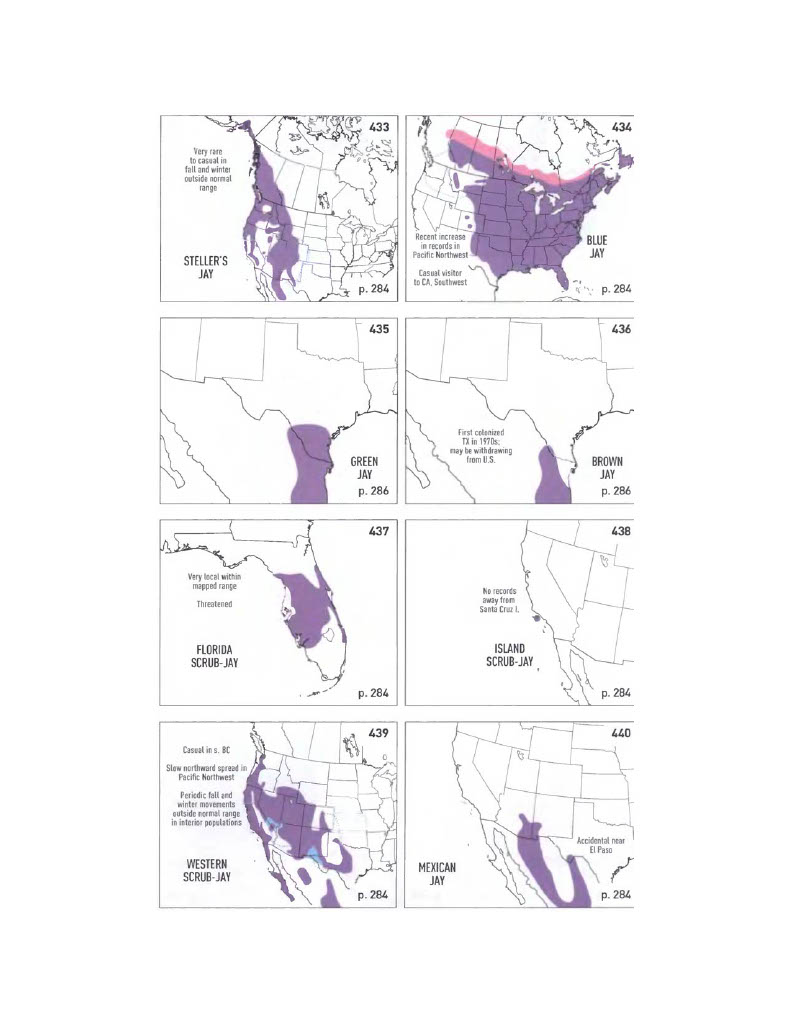 433
Very rare
to casual in
fall and winter
outside normal
range
STELLER'S
JAY
p. 284
434
Recent increase
in records in
Pacific Northwest
Casual visitor
to CA, Southwest
BLUE
JAY
p. 284
435
GREEN
JAY
p. 286
436
First colonized
TX in 1970s;
may be withdrawing
from U.S.
BROWN
JAY
p. 286
437
Very local within
mapped range
Threatened
FLORIDA
SCRUB-JAY
p. 284
438
No records
away from
Santa Cruz I.
ISLAND
SCRUB-JAY
p. 284
439
Casual in s. BC
Slow northward spread in
Pacific Northwest
Periodic fall and
winter movements
outside normal range
in interior populations
WESTERN
SCRUB-JAY
p. 284
440
Accidental near
El Paso
MEXICAN
JAY
p. 284